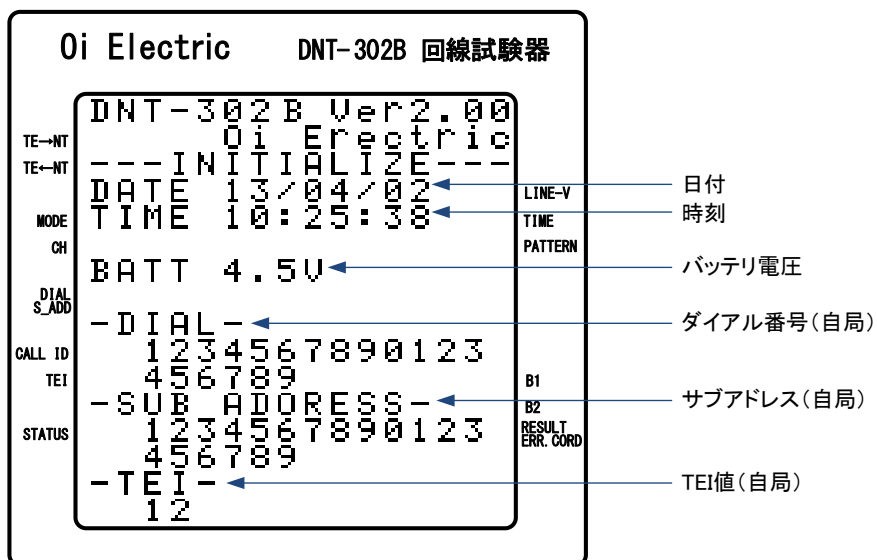 Oi Electric DNT-302B 回線試験器
DNT-302B Ver2.00
Oi Erectric
TE→NT
TE←NT
---INITIALIZE---
DATE 13/04/02
日付
LINE-V
MODE
TIME 10:25:38
時刻
TIME
CH
PATTERN
BATT 4.5V
バッテリ電圧
DIAL
S_ADD
-DIAL-
ダイアル番号(自局)
CALL ID
1234567890123
TEI
456789
B1
-SUB ADDRESS-
サブアドレス(自局)
B2
STATUS
1234567890123
RESULT
ERR. CORD
456789
-TEI-
TEI値(自局)
12